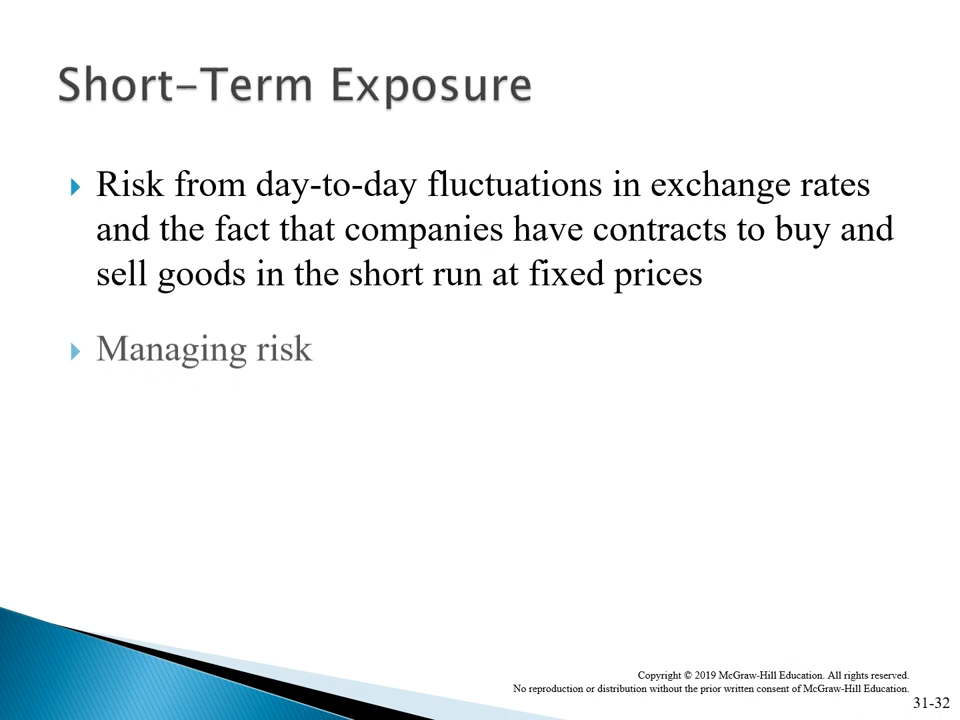 Short-Term Exposure
Risk from day-to-day fluctuations in exchange rates
and the fact that companies have contracts to buy and
sell goods in the short run at fixed prices
Managing risk
Copyright © 2019 McGraw-Hill Education. All rights reserved.
No reproduction or distribution without the prior written consent of McGraw-Hill Education.
31-32